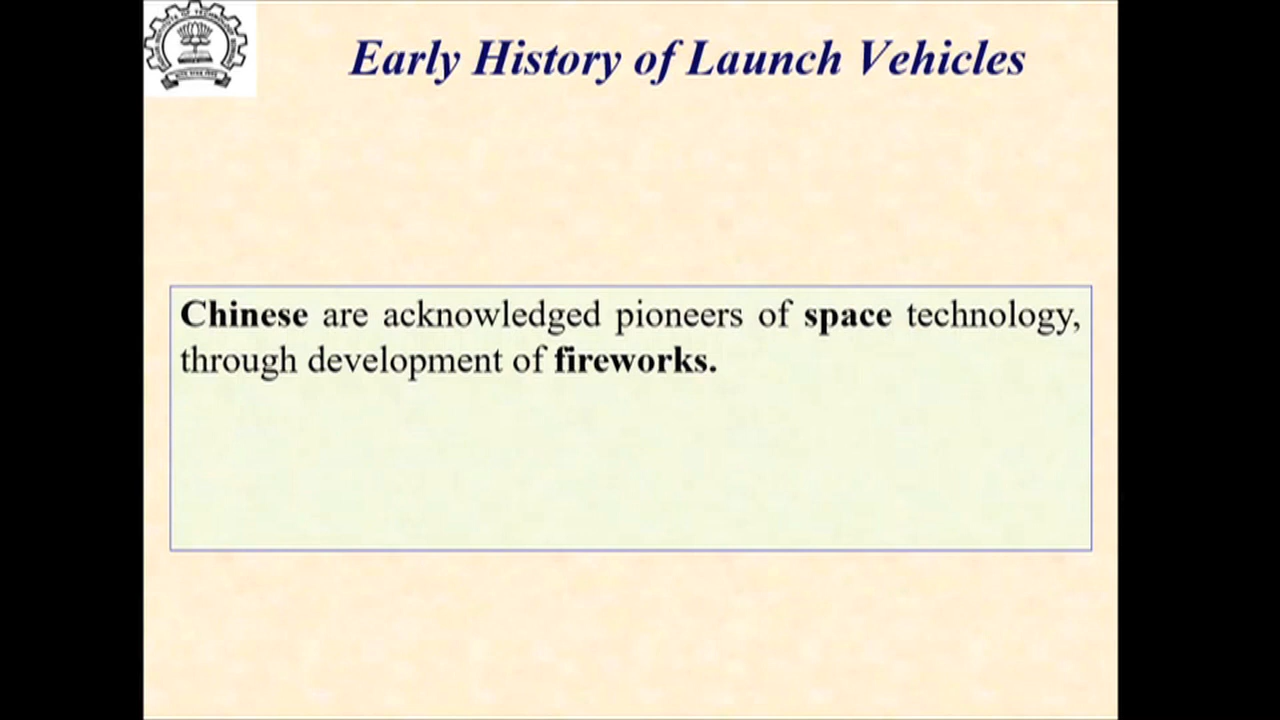 Early History of Launch Vehicles
Chinese are acknowledged pioneers of space technology,
through development of fireworks.